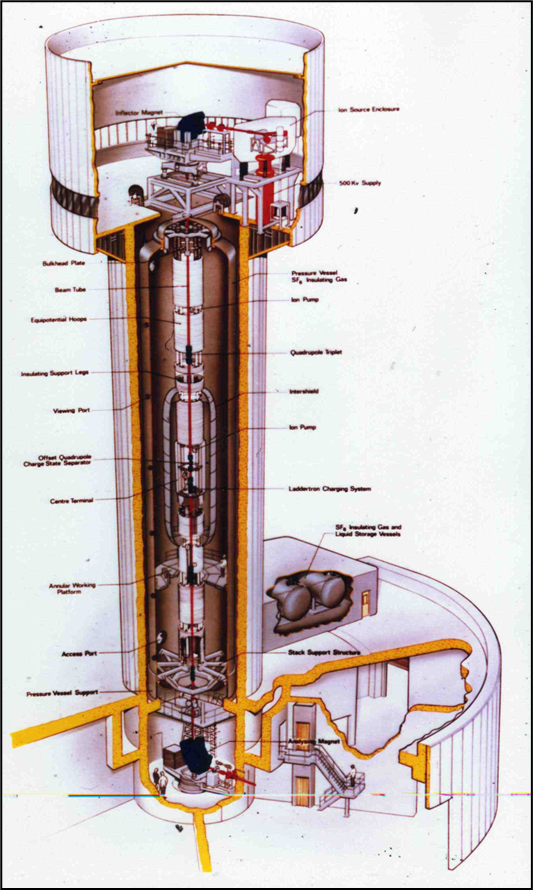 Inflector Magnet
Ion Source Enclosure
500 Kv Supply
Bulkhead Plate
Pressure Vessel
SF6 Insulating Gas
Beam Tube
Ion Pump
Equipotential Hoops
Quadrupole Triplet
Insulating Support Legs
Intershield
Viewing Port
Ion Pump
Offset Quadrupole
Charge State Separator
Laddertron Charging System
Centre Terminal
SF6 Insulating Gas and
Liquid Storage Vessels
Annular Working
Platform
Access Port
Stack Support Structure
Pressure Vessel Support
Magnet